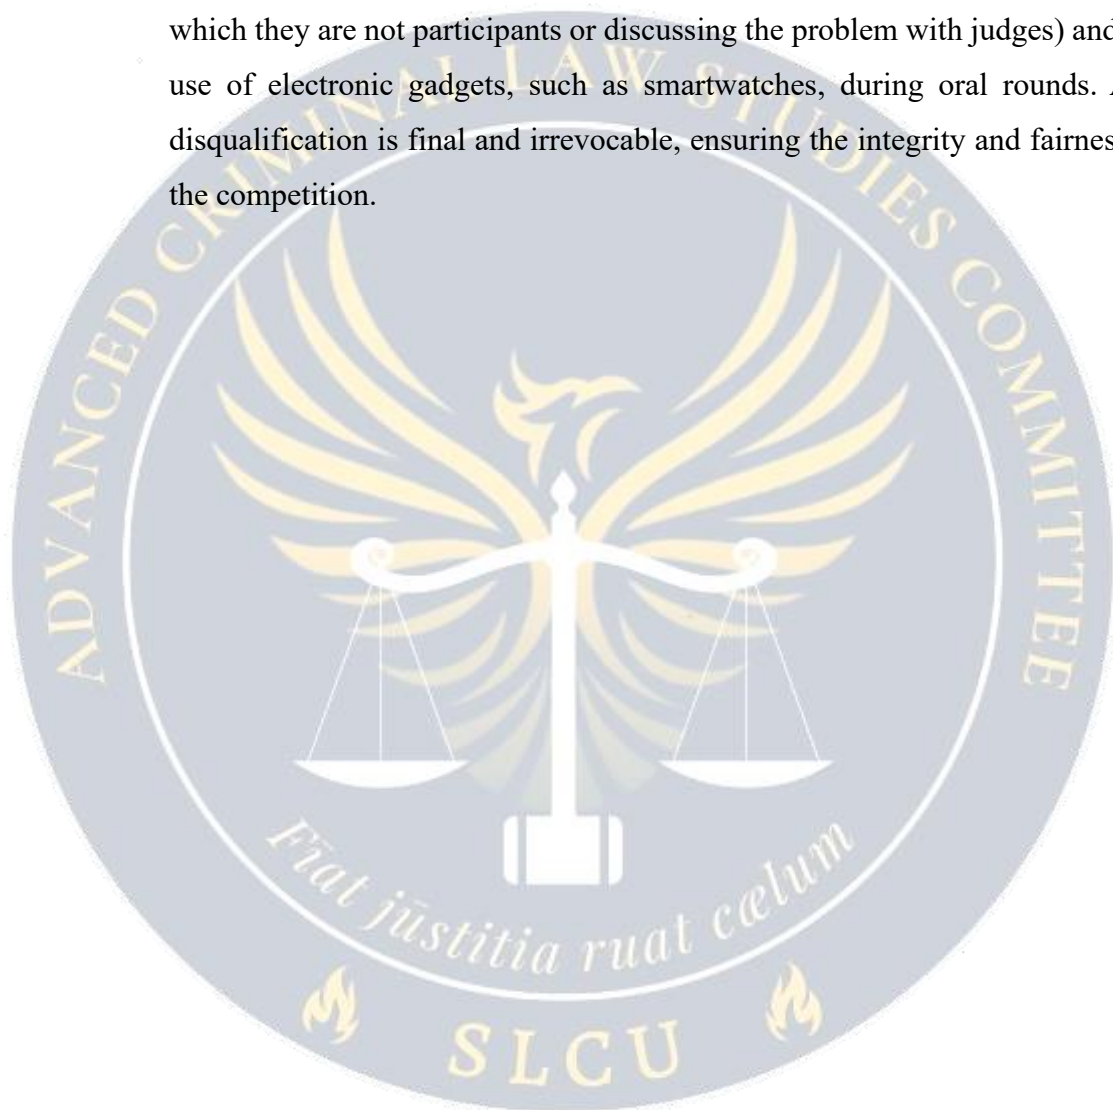 which they are not participants or discussing the problem with judges) and
use of electronic gadgets, such as smartwatches, during oral rounds.
disqualification is final and irrevocable, ensuring the integrity and fairnes
the competition.
ADVANCED CRIMINAL LAW STUDIES COMMITTEE
Fīat jūstitia ruat cælum
SLCU